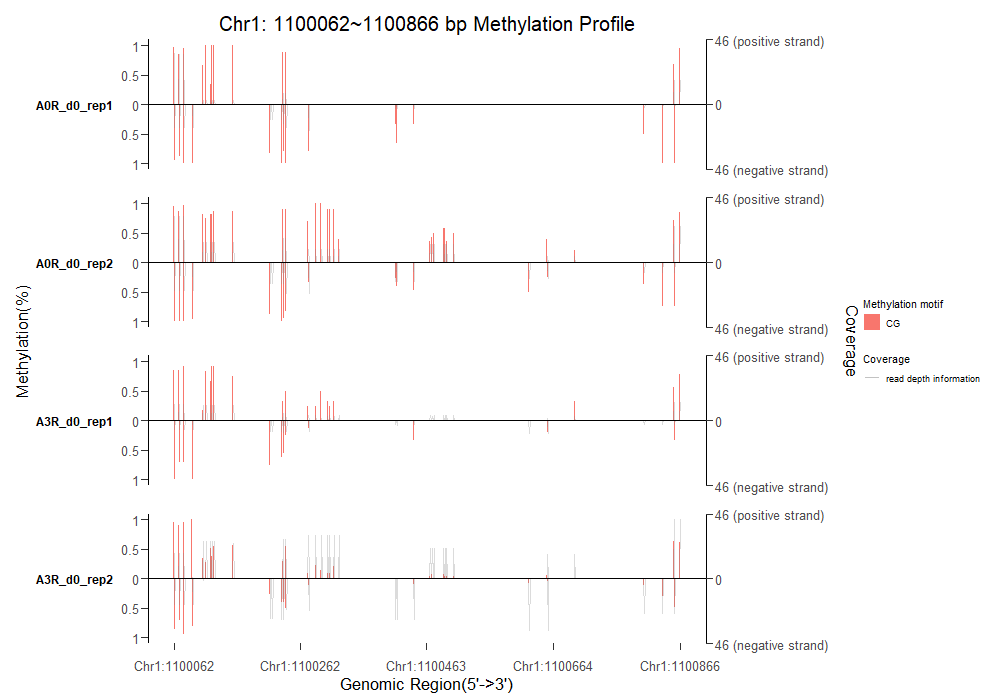 Chr1: 1100062~1100866 bp Methylation Profile
Methylation(%)
A0R_d0_rep1
1
0.5
0
0.5
1
46 (positive strand)
0
46 (negative strand)
A0R_d0_rep2
1
0.5
0
0.5
1
46 (positive strand)
0
46 (negative strand)
A3R_d0_rep1
1
0.5
0
0.5
1
46 (positive strand)
0
46 (negative strand)
A3R_d0_rep2
1
0.5
0
0.5
1
46 (positive strand)
0
46 (negative strand)
Chr1:1100062 Chr1:1100262 Chr1:1100463 Chr1:1100664 Chr1:1100866
Genomic Region(5'->3')
Coverage
Methylation motif
CG
Coverage
read depth information